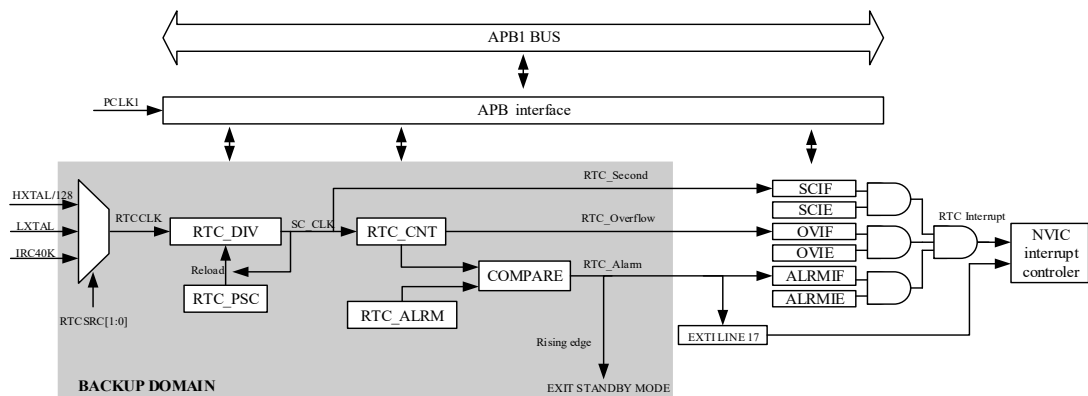 APB1 BUS
PCLK1
APB interface
HXTAL/128
LXTAL
IRC40K
RTCCLK
RTC_DIV
SC_CLK
RTC_CNT
Reload
RTC_PSC
RTC_ALRM
COMPARE
RTCSRC[1:0]
RTC_Second
RTC_Overflow
RTC_Alarm
Rising edge
EXIT STANDBY MODE
BACKUP DOMAIN
SCIF
SCIE
OVIF
OVIE
ALRMIF
ALRMIE
EXTI LINE 17
RTC Interrupt
NVIC
interrupt
controler